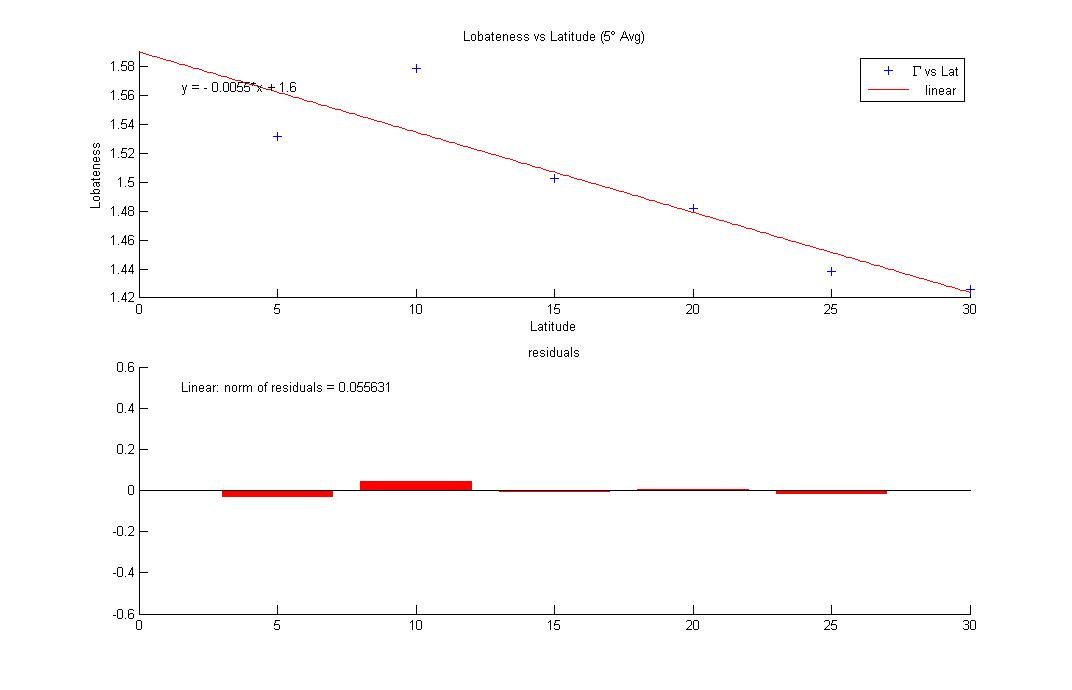 Lobateness vs Latitude (5° Avg)
1.58
1.56
1.54
1.52
1.5
1.48
1.46
1.44
1.42
Lobateness
y = - 0.0055*x + 1.6
Γ vs Lat
linear
0 5 10 15 20 25 30
Latitude
residuals
0.6
0.4
0.2
0
-0.2
-0.4
-0.6
Linear: norm of residuals = 0.055631
0 5 10 15 20 25 30